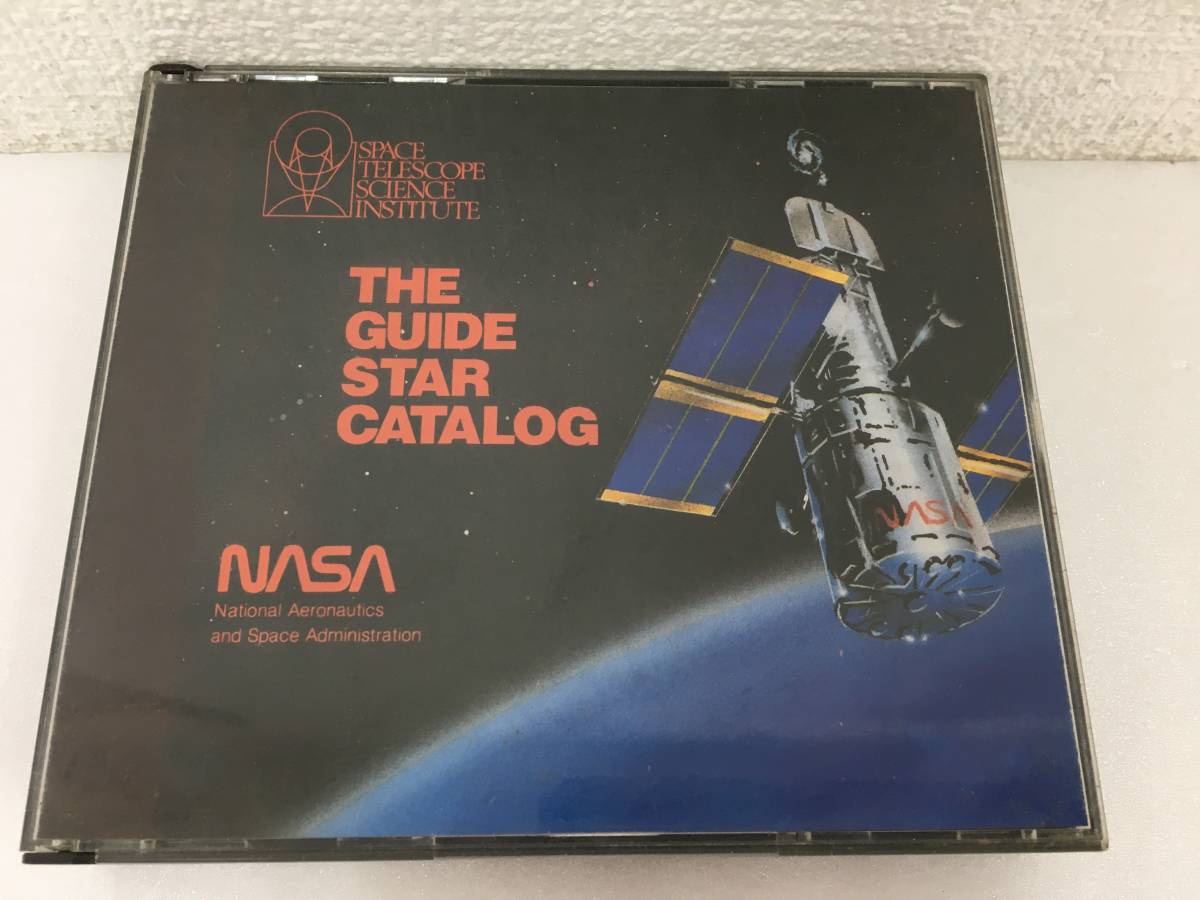 SPACE
TELESCOPE
SCIENCE
INSTITUTE
THE
GUIDE
STAR
CATALOG
NASA
National Aeronautics
and Space Administration
NASA